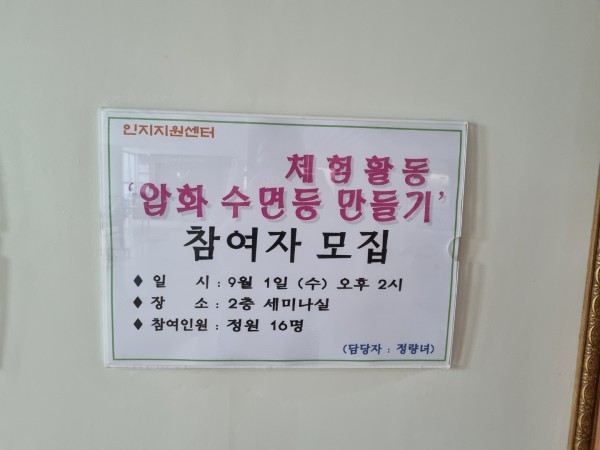 인지지원센터
체험활동
'암화 수면등 만들기'
참여자 모집
♦ 일 시 : 9월 1일 (수) 오후 2시
♦ 장 소 : 2층 세미나실
♦ 참여인원 : 정원 16명
(담당자 : 정량녀)